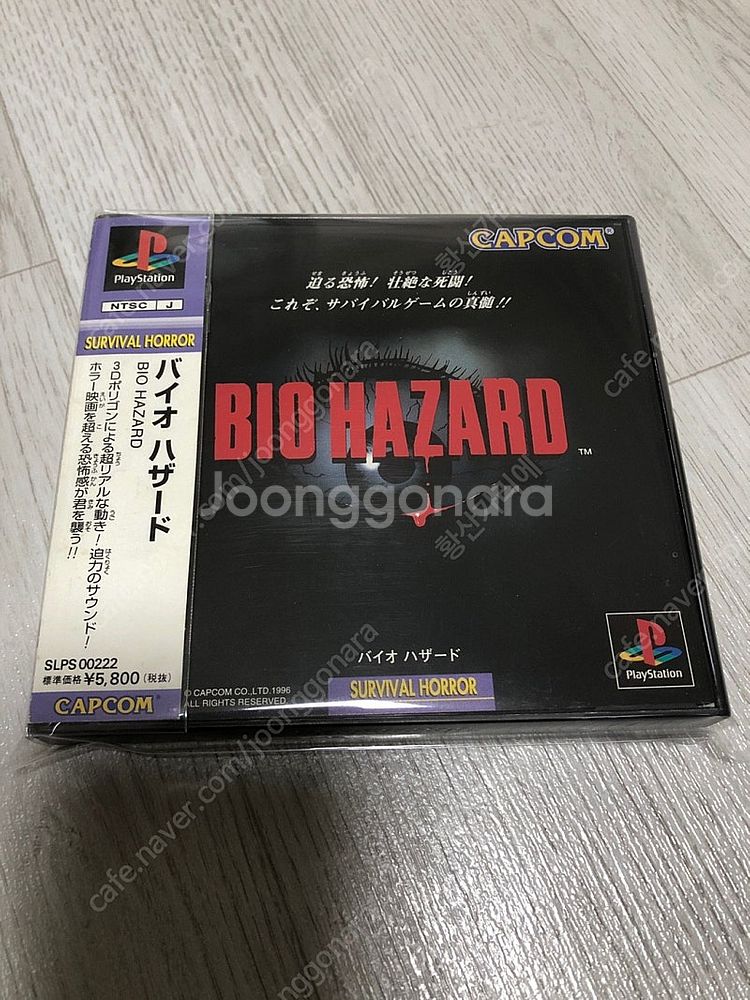 PlayStation
NTSC J
SURVIVAL HORROR
バイオ ハザード
BIO HAZARD
3Dポリゴンによる超リアルな動き！迫力のサウンド！
ホラー映画を超える恐怖感が君を襲う!!
SLPS 00222
標準価格 ¥5,800（税抜）
CAPCOM
CAPCOM®
迫る恐怖！ 壮絶な死闘！
これぞ、サバイバルゲームの真髄!!
BIO HAZARD™
Joonggonara
バイオ ハザード
SURVIVAL HORROR
© CAPCOM CO.,LTD.1996
ALL RIGHTS RESERVED.
PlayStation
cafe.naver.com/joonggonara